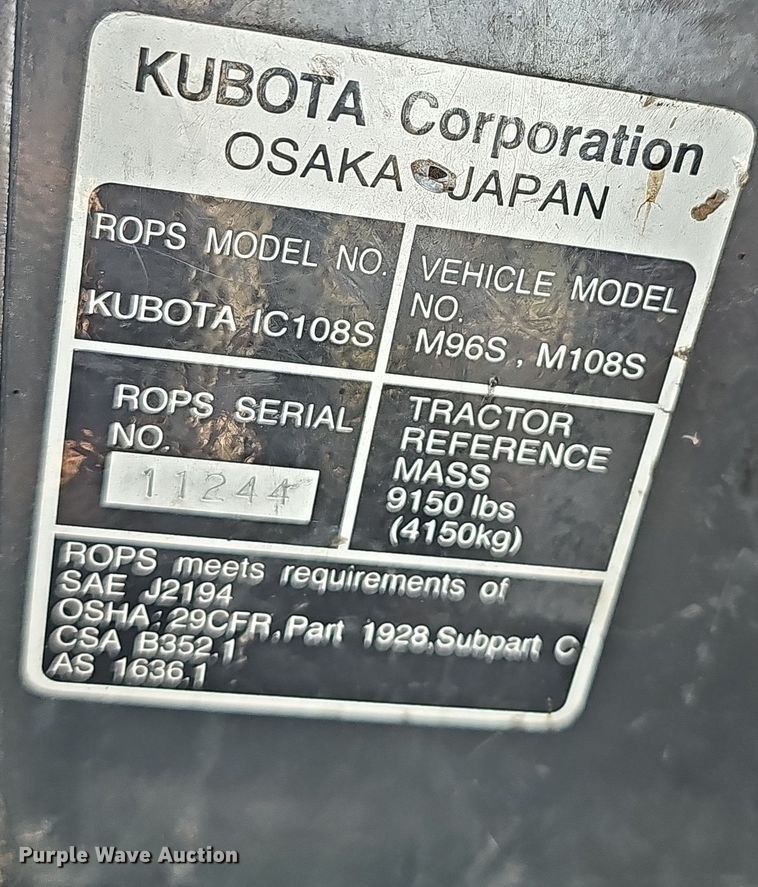 KUBOTA Corporation
OSAKA JAPAN
ROPS MODEL NO.
KUBOTA IC108S
VEHICLE MODEL
NO.
M96S, M108S
ROPS SERIAL
NO.
11244
TRACTOR
REFERENCE
MASS
9150 lbs
(4150kg)
ROPS meets requirements of
SAE J2194
OSHA:29CFR,Part 1928,Subpart C
CSA B352,1
AS 1636,1
Purple Wave Auction